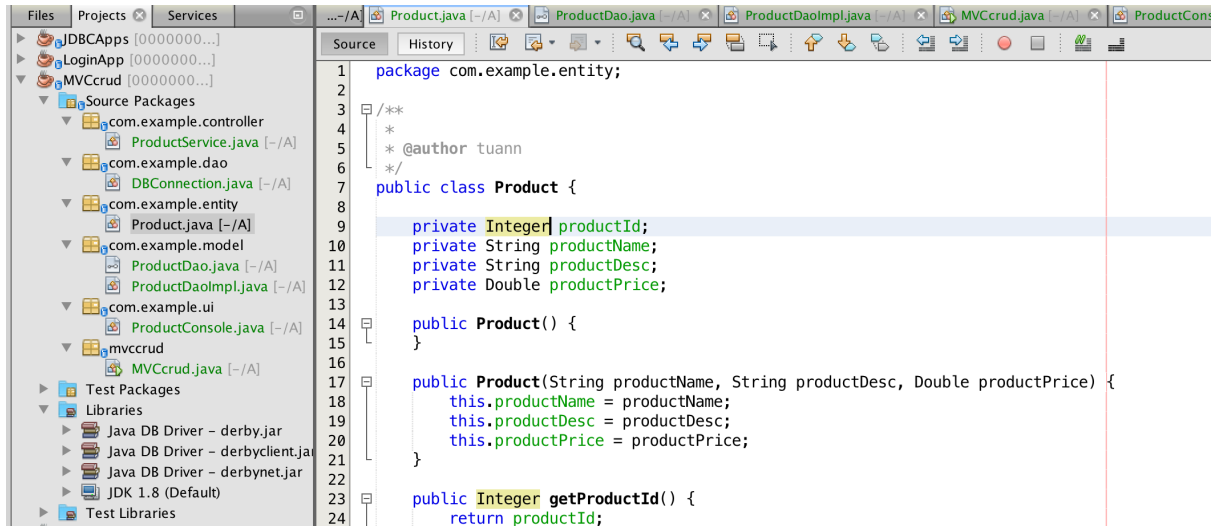 Files Projects Services
JDBCApps [0000000...]
LoginApp [0000000...]
MVCcrud [0000000...]
Source Packages
com.example.controller
ProductService.java [-/A]
com.example.dao
DBConnection.java [-/A]
com.example.entity
Product.java [-/A]
com.example.model
ProductDao.java [-/A]
ProductDaoImpl.java [-/A]
com.example.ui
ProductConsole.java [-/A]
mvccrud
MVCcrud.java [-/A]
Test Packages
Libraries
Java DB Driver - derby.jar
Java DB Driver - derbyclient.jar
Java DB Driver - derbynet.jar
JDK 1.8 (Default)
Test Libraries
...-/A] Product.java [-/A] ProductDao.java [-/A] ProductDaoImpl.java [-/A] MVCcrud.java [-/A] ProductCons
Source History
1 package com.example.entity;
2
3 /**
4 *
5 * @author tuann
6 */
7 public class Product {
8
9 private Integer productId;
10 private String productName;
11 private String productDesc;
12 private Double productPrice;
13
14 public Product() {
15 }
16
17 public Product(String productName, String productDesc, Double productPrice) {
18 this.productName = productName;
19 this.productDesc = productDesc;
20 this.productPrice = productPrice;
21 }
22
23 public Integer getProductId() {
24 return productId;